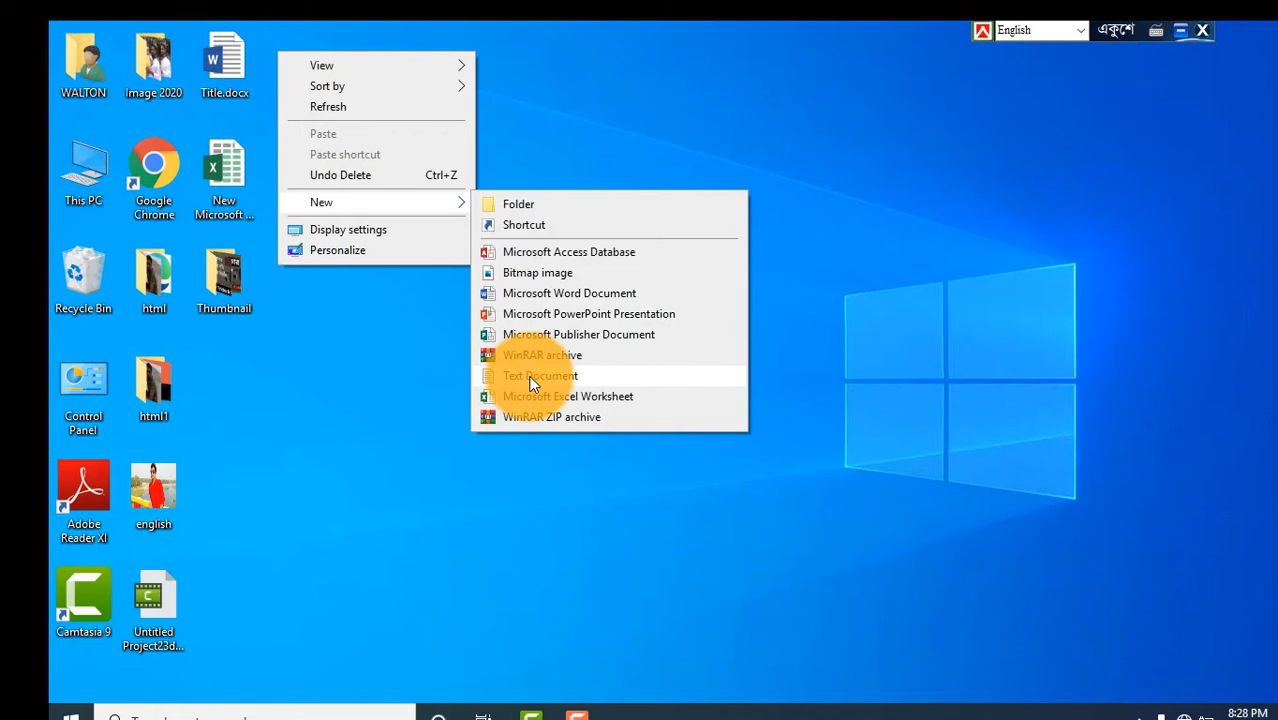 English
একুশে
WALTON
Image 2020
Title.docx
This PC
Google
Chrome
New
Microsoft ...
Recycle Bin
html
Thumbnail
Control
Panel
html1
Adobe
Reader XI
english
Camtasia 9
Untitled
Project23d...
View
Sort by
Refresh
Paste
Paste shortcut
Undo Delete Ctrl+Z
New
Display settings
Personalize
Folder
Shortcut
Microsoft Access Database
Bitmap image
Microsoft Word Document
Microsoft PowerPoint Presentation
Microsoft Publisher Document
WinRAR archive
Text Document
Microsoft Excel Worksheet
WinRAR ZIP archive
8:28 PM